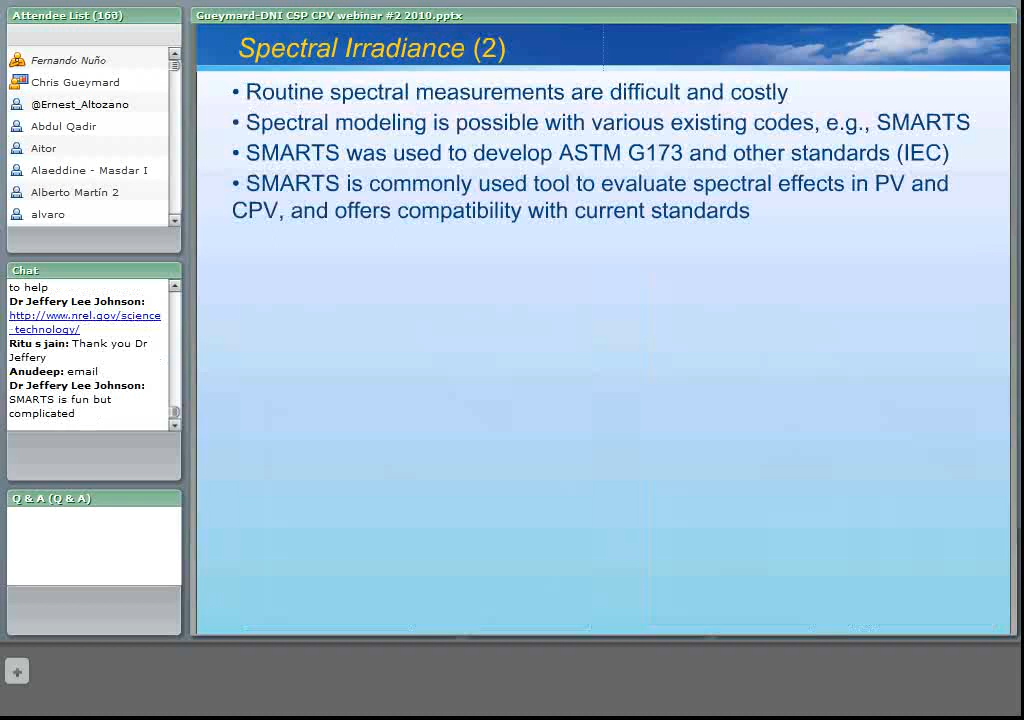 Attendee List (163)
Fernando Nuño
Chris Gueymard
@Ernest_Altozano
Abdul Qadir
Aitor
Alaeddine - Masdar I
Alberto Martín 2
alvaro
Chat
to help
Dr Jeffery Lee Johnson:
http://www.nrel.gov/science
-technology/
Ritu s jain: Thank you Dr
Jeffery
Anudeep: email
Dr Jeffery Lee Johnson:
SMARTS is fun but
complicated
Q & A (Q & A)
Gueymard-DNI CSP CPV webinar #2 2010.pptx
Spectral Irradiance (2)
• Routine spectral measurements are difficult and costly
• Spectral modeling is possible with various existing codes, e.g., SMARTS
• SMARTS was used to develop ASTM G173 and other standards (IEC)
• SMARTS is commonly used tool to evaluate spectral effects in PV and
CPV, and offers compatibility with current standards